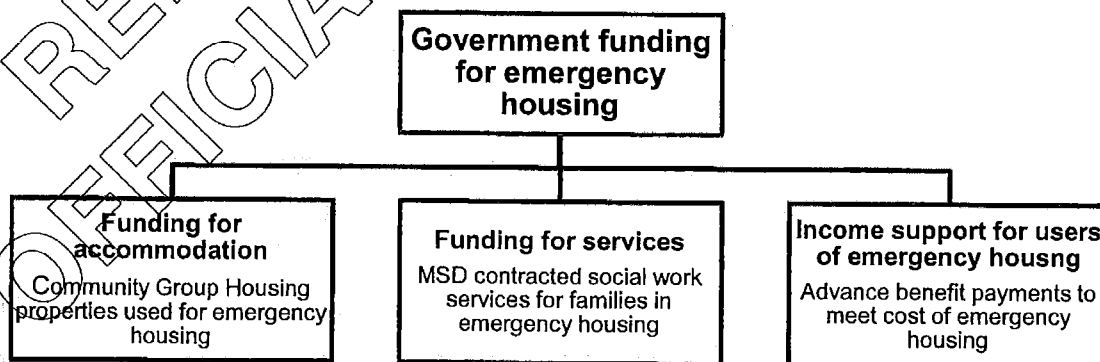 Government funding
for emergency
housing
Funding for
accommodation
Community Group Housing
properties used for emergency
housing
Funding for services
MSD contracted social work
services for families in
emergency housing
Income support for users
of emergency housng
Advance benefit payments to
meet cost of emergency
housing